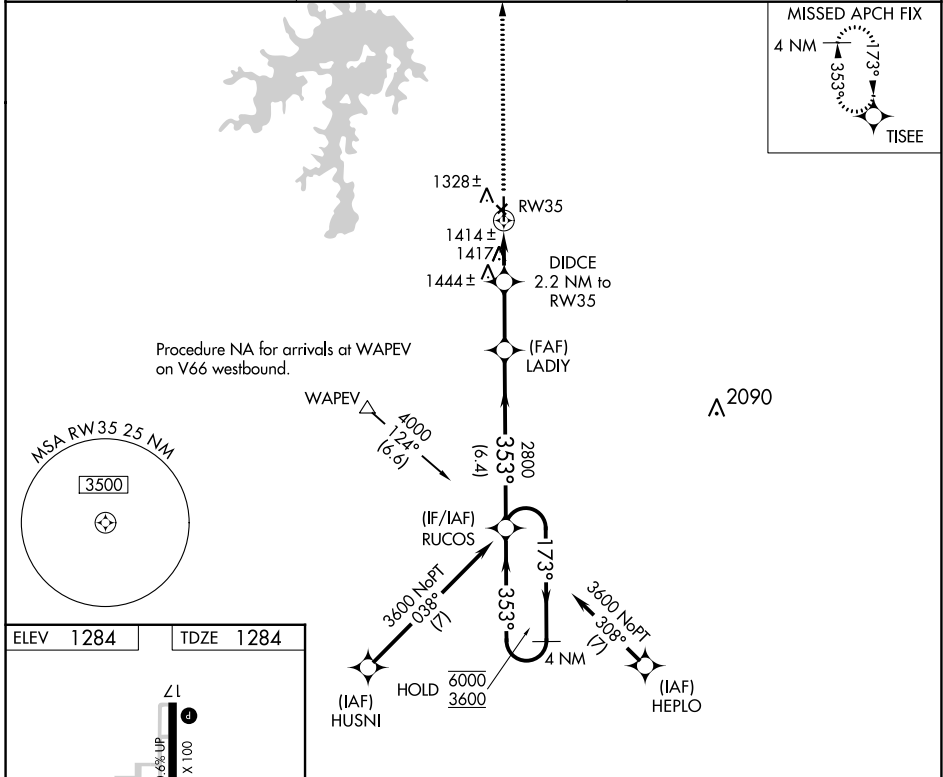 MISSED APCH FIX
4 NM
353°
173°
TISEE
1328 ±
RW35
1414 ±
1417
1444 ±
DIDCE
2.2 NM to
RW35
(FAF)
LADIY
Procedure NA for arrivals at WAPEV
on V66 westbound.
WAPEV
4000
124°
(6.6)
2090
MSA RW35 25 NM
3500
2800
353°
(6.4)
(IF/IAF)
RUCOS
173°
353°
3600 NoPT
038°
(7)
3600 NoPT
308°
(7)
4 NM
HOLD
6000
3600
(IAF)
HUSNI
(IAF)
HEPLO
ELEV 1284
TDZE 1284
17
P
.6% UP
X 100